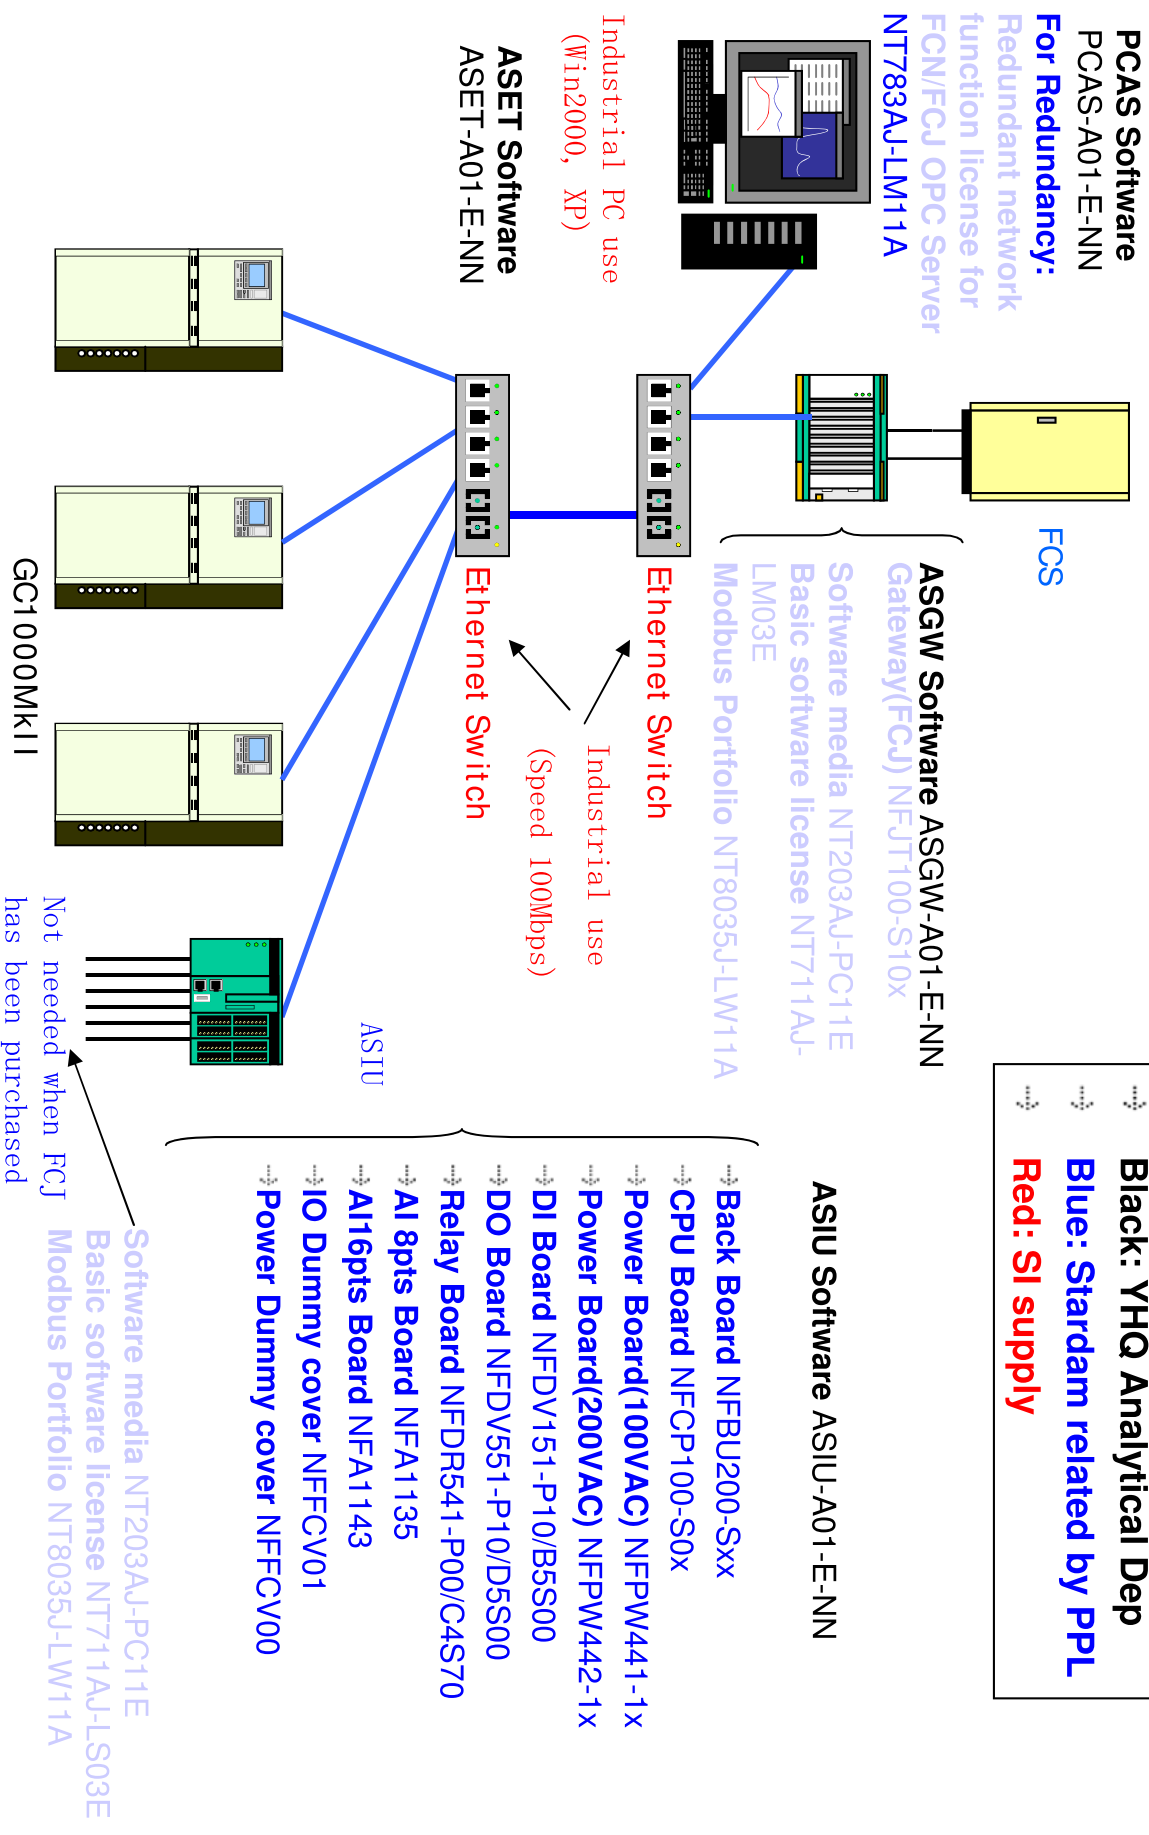 PCAS Software
PCAS-A01-E-NN
For Redundancy:
Redundant network
function license for
FCN/FCJ OPC Server
NT783AJ-LM11A
Industrial PC use
(Win2000, XP)
ASET Software
ASET-A01-E-NN
FCS
ASGW Software ASGW-A01-E-NN
Gateway(FCJ) NFJT100-S10x
Software media NT203AJ-PC11E
Basic software license NT711AJ-
LM03E
Modbus Portfolio NT8035J-LW11A
Ethernet Switch
Industrial use
(Speed 100Mbps)
Ethernet Switch
GC1000MkII
ASIU
Not needed when FCJ
has been purchased
Black: YHQ Analytical Dep
Blue: Stardam related by PPL
Red: SI supply
ASIU Software ASIU-A01-E-NN
Back Board NFBU200-Sxx
CPU Board NFCP100-S0x
Power Board(100VAC) NFPW441-1x
Power Board(200VAC) NFPW442-1x
DI Board NFDV151-P10/B5S00
DO Board NFDV551-P10/D5S00
Relay Board NFDR541-P00/C4S70
AI 8pts Board NFA1135
AI16pts Board NFA1143
IO Dummy cover NFFCV01
Power Dummy cover NFFCV00
Software media NT203AJ-PC11E
Basic software license NT711AJ-LS03E
Modbus Portfolio NT8035J-LW11A